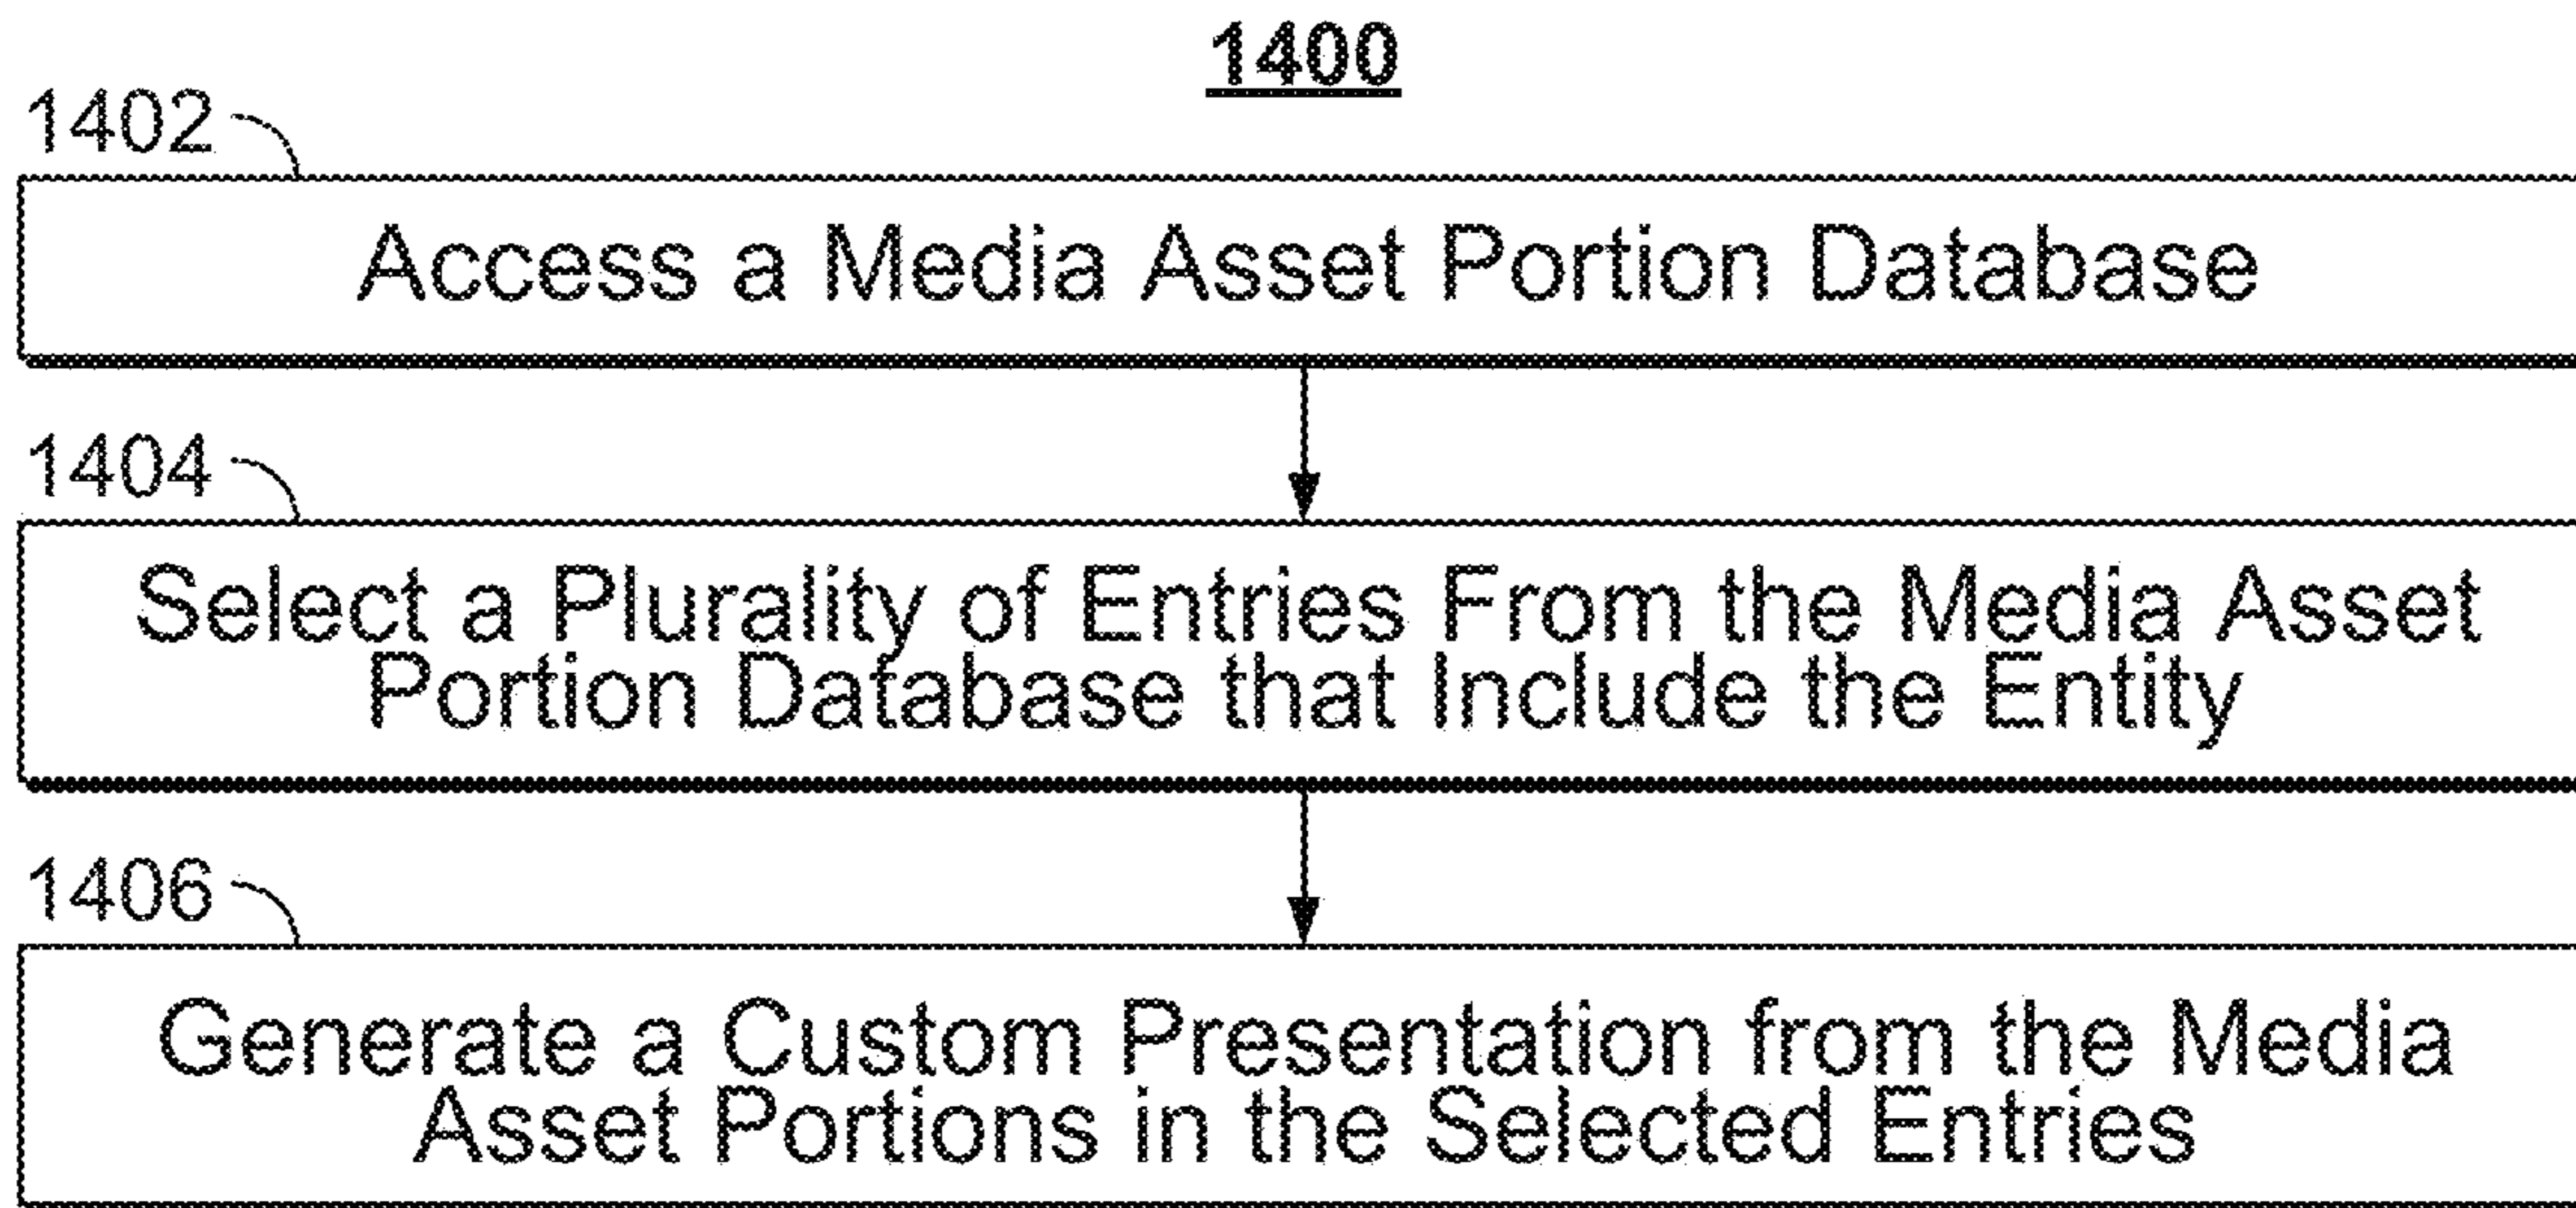 1400
1402
Access a Media Asset Portion Database
1404
Select a Plurality of Entries From the Media Asset
Portion Database that Include the Entity
1406
Generate a Custom Presentation from the Media
Asset Portions in the Selected Entries